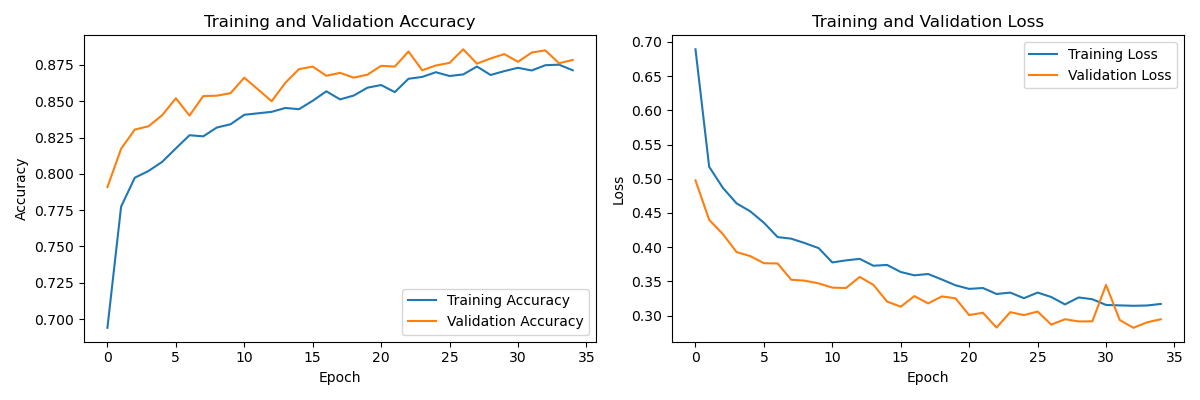 Training and Validation Accuracy
Accuracy
0.875
0.850
0.825
0.800
0.775
0.750
0.725
0.700
Training Accuracy
Validation Accuracy
0 5 10 15 20 25 30 35
Epoch
Training and Validation Loss
Loss
0.70
0.65
0.60
0.55
0.50
0.45
0.40
0.35
0.30
Training Loss
Validation Loss
0 5 10 15 20 25 30 35
Epoch